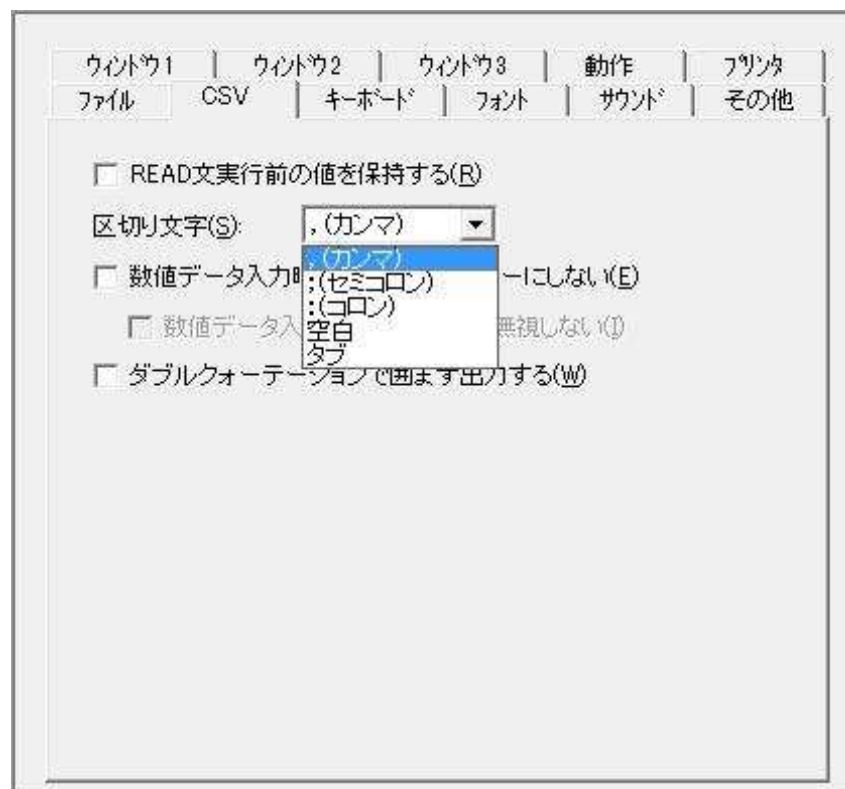 ウィンドウ1 ウィンドウ2 ウィンドウ3 動作 プリンタ
ファイル CSV キーボード フォント サウンド その他
READ文実行前の値を保持する(R)
区切り文字(S): , (カンマ)
, (カンマ)
数値データ入力 ーにしない(E)
;(セミコロン)
:(コロン)
数値データ入 無視しない(I)
空白
タブ
ダブルクォーテーションで囲まず出力する(W)